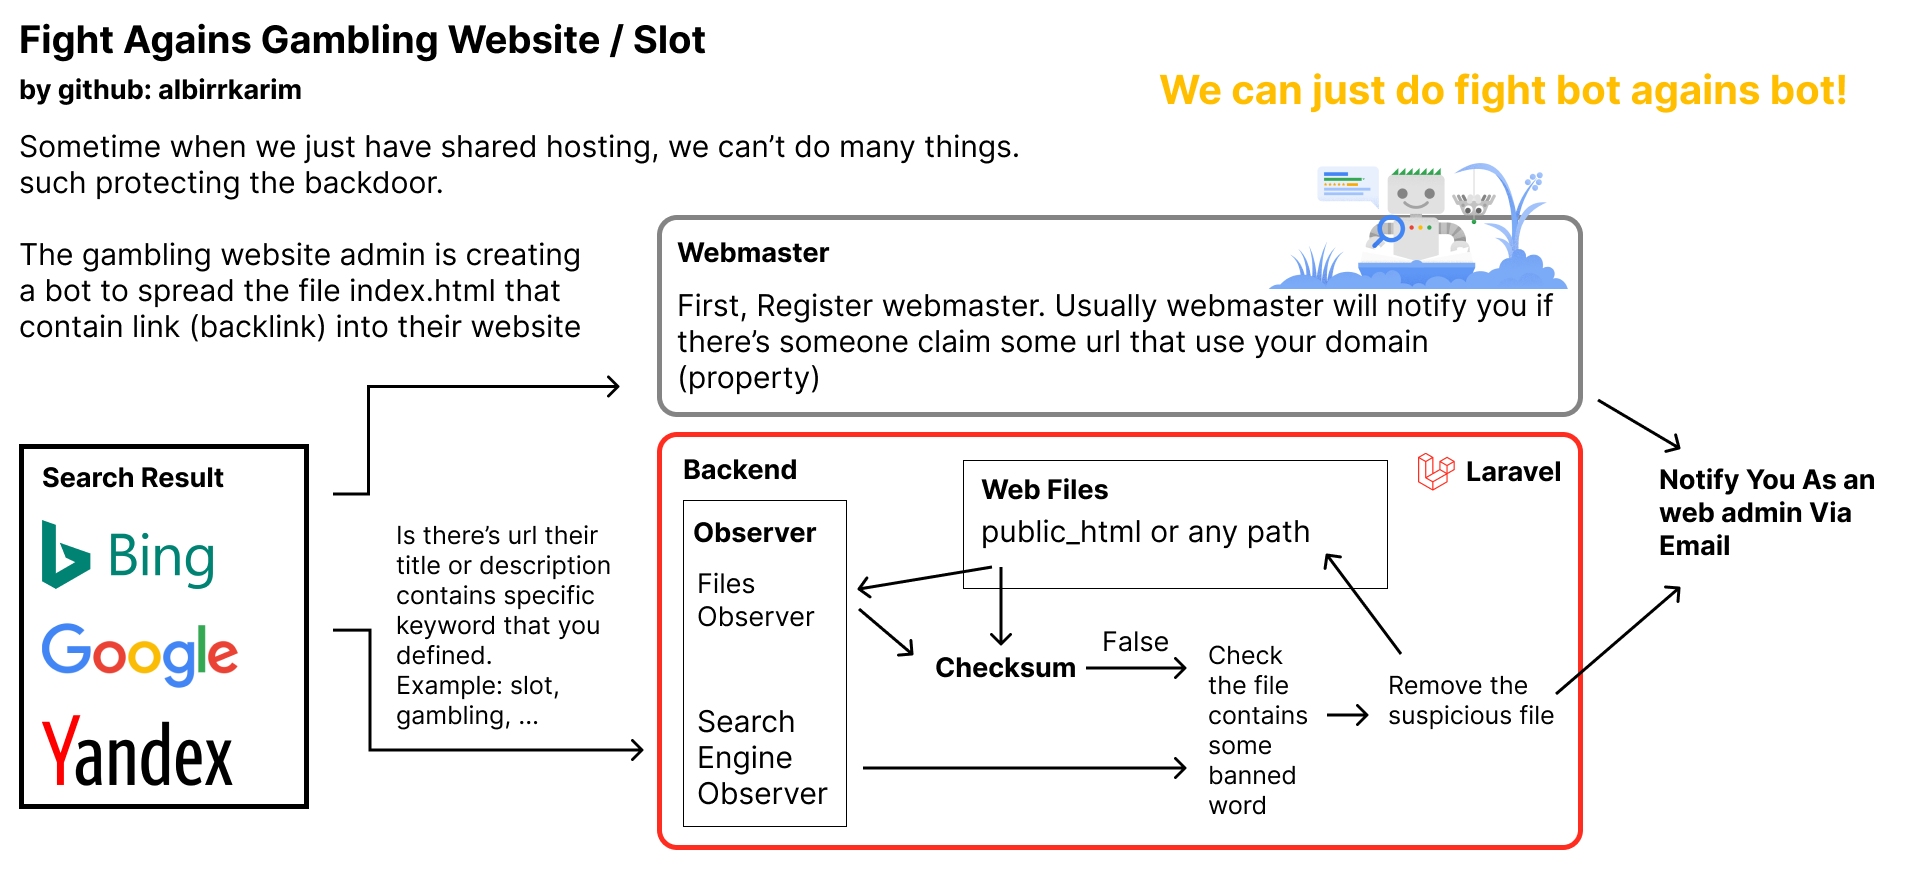 Fight Agains Gambling Website / Slot
by github: albirrkarim
We can just do fight bot agains bot!
Sometime when we just have shared hosting, we can’t do many things.
such protecting the backdoor.
The gambling website admin is creating
a bot to spread the file index.html that
contain link (backlink) into their website
Webmaster
First, Register webmaster. Usually webmaster will notify you if
there’s someone claim some url that use your domain
(property)
Search Result
Bing
Google
Yandex
Is there’s url their
title or description
contains specific
keyword that you
defined.
Example: slot,
gambling, ...
Backend
Laravel
Observer
Files
Observer
Search
Engine
Observer
Web Files
public_html or any path
Checksum
False
Check
the file
contains
some
banned
word
Remove the
suspicious file
Notify You As an
web admin Via
Email